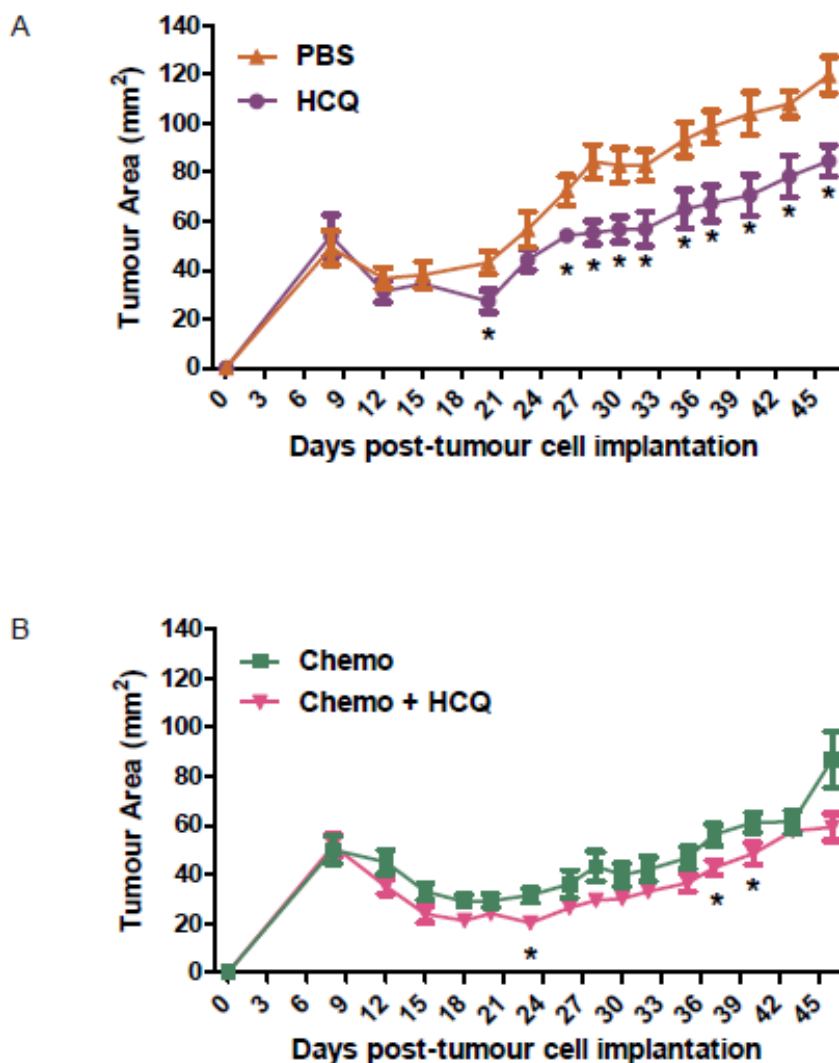 A
140
120
100
80
60
40
20
0
Tumour Area (mm²)
PBS
HCQ
* * * * * * * * * *
0 3 6 9 12 15 18 21 24 27 30 33 36 39 42 45
Days post-tumour cell implantation
B
140
120
100
80
60
40
20
0
Tumour Area (mm²)
Chemo
Chemo + HCQ
* * *
0 3 6 9 12 15 18 21 24 27 30 33 36 39 42 45
Days post-tumour cell implantation